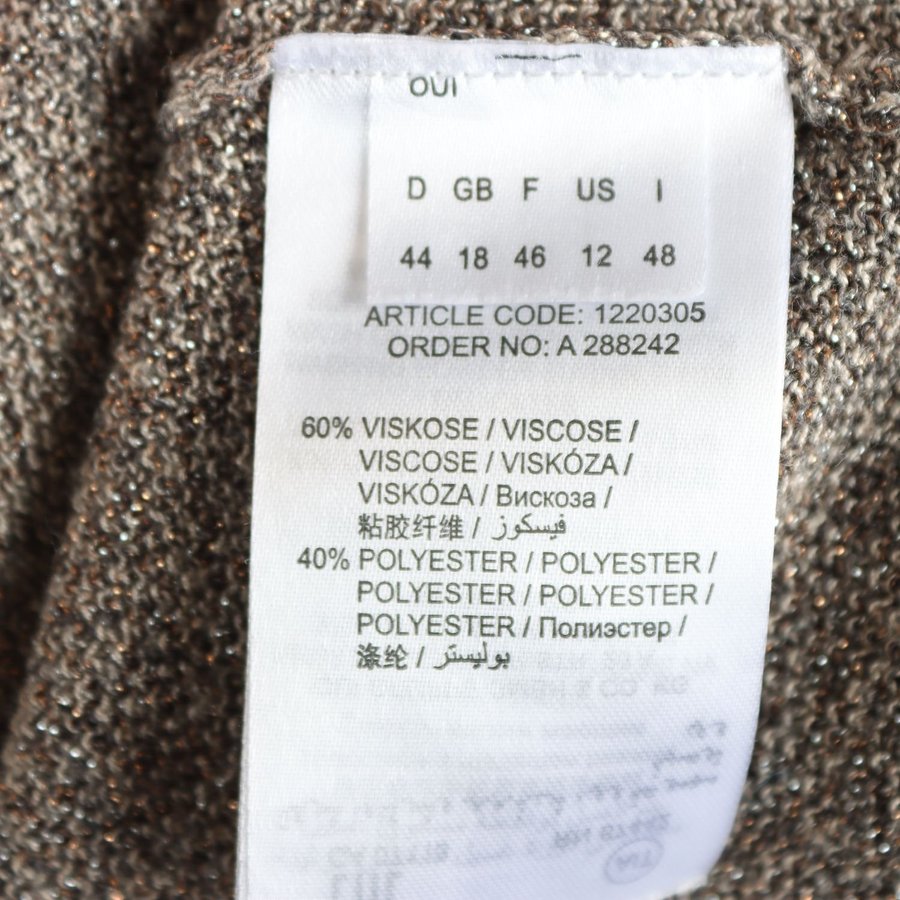 OUI
D GB F US I
44 18 46 12 48
ARTICLE CODE: 1220305
ORDER NO: A 288242
60% VISKOSE / VISCOSE /
VISCOSE / VISKÓZA /
VISKÓZA / Вискоза /
粘胶纤维 / فيسكوز
40% POLYESTER / POLYESTER /
POLYESTER / POLYESTER /
POLYESTER / Полиэстер /
涤纶 / بوليستر